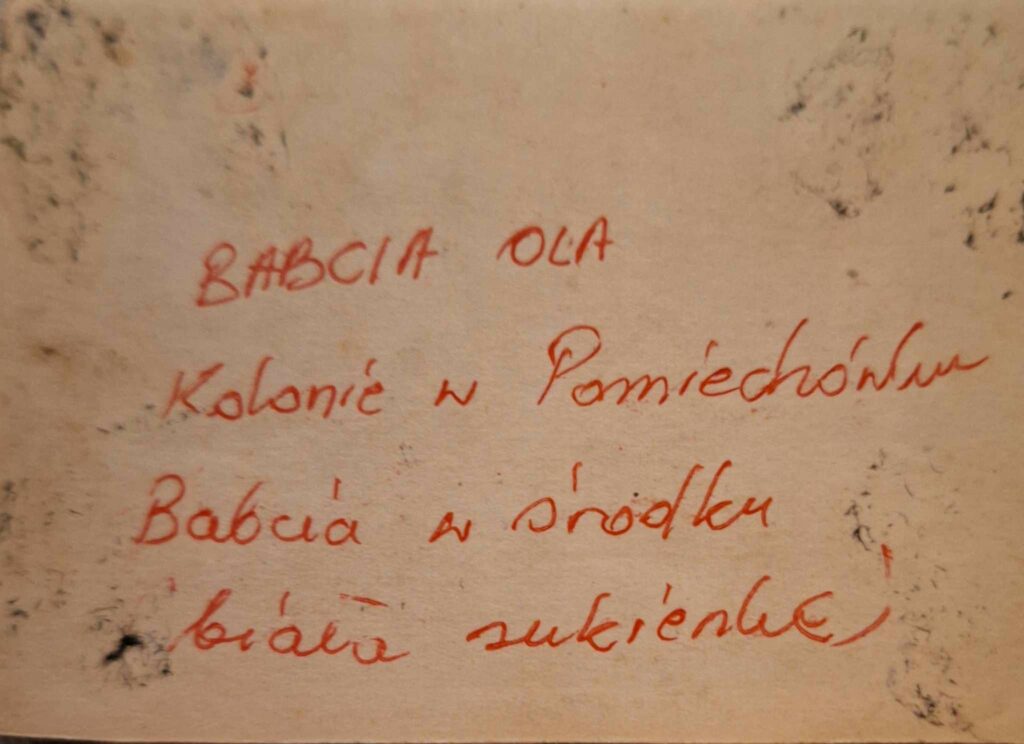 BABCIA OLA
Kolonie w Pomiechówku
Babcia w środku
(biała sukienka)